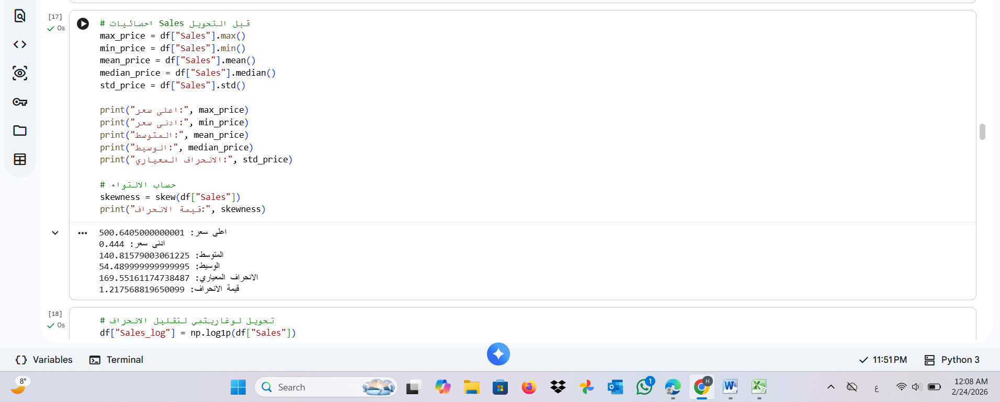 [17]
0s
# احصائيات Sales قبل التحويل
max_price = df["Sales"].max()
min_price = df["Sales"].min()
mean_price = df["Sales"].mean()
median_price = df["Sales"].median()
std_price = df["Sales"].std()
print("اعلى سعر:", max_price)
print("ادنى سعر:", min_price)
print("المتوسط:", mean_price)
print("الوسيط:", median_price)
print("الانحراف المعياري:", std_price)
# حساب الالتواء
skewness = skew(df["Sales"])
print("قيمة الانحراف:", skewness)
اعلى سعر: 500.6405000000001
ادنى سعر: 0.444
المتوسط: 140.81579003061225
الوسيط: 54.489999999999995
الانحراف المعياري: 169.55161174738487
قيمة الانحراف: 1.217568819650099
[18]
0s
# تحويل لوغاريتمي لتقليل الانحراف
df["Sales_log"] = np.log1p(df["Sales"])
{} Variables
Terminal
11:51 PM
Python 3
8°
Search
1
H
ع
12:08 AM
2/24/2026